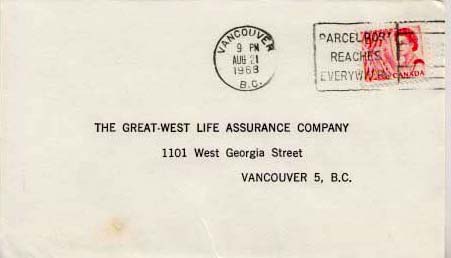 VANCOUVER
9 PM
AUG 21
1968
B.C.
PARCEL POST
REACHES
EVERYWHERE
CANADA
THE GREAT-WEST LIFE ASSURANCE COMPANY
1101 West Georgia Street
VANCOUVER 5, B.C.